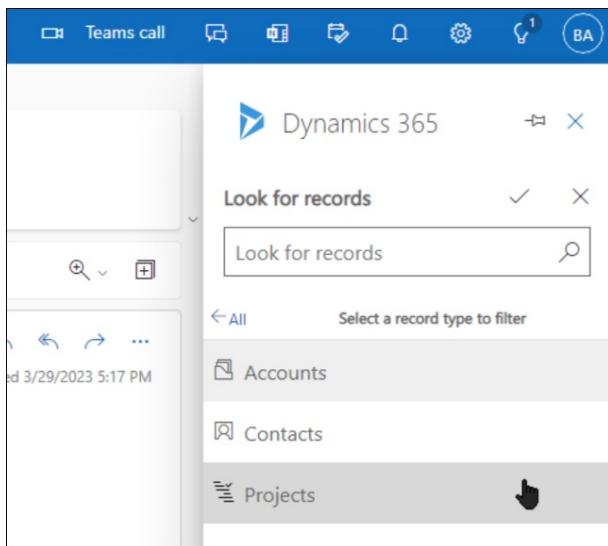 Teams call
1
BA
Dynamics 365
Look for records
Look for records
All
Select a record type to filter
ed 3/29/2023 5:17 PM
Accounts
Contacts
Projects